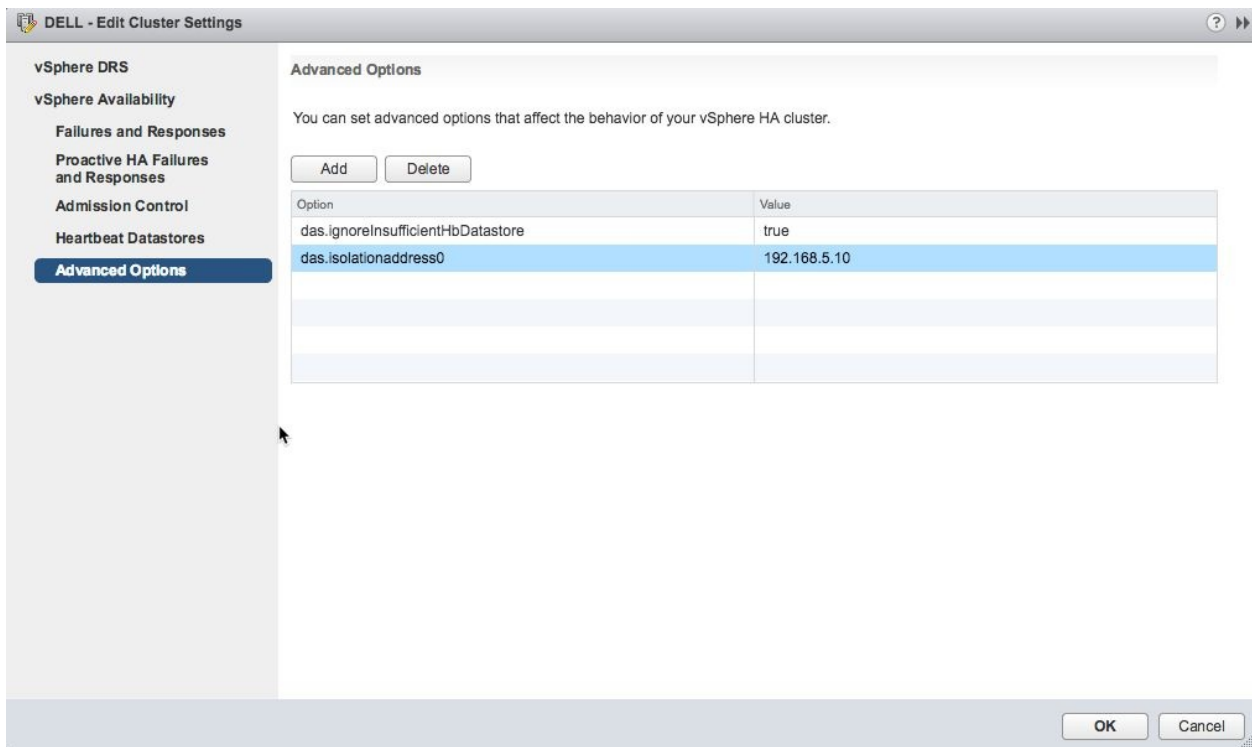 DELL - Edit Cluster Settings
?
vSphere DRS
vSphere Availability
Failures and Responses
Proactive HA Failures
and Responses
Admission Control
Heartbeat Datastores
Advanced Options
Advanced Options
You can set advanced options that affect the behavior of your vSphere HA cluster.
Add Delete
Option Value
das.ignoreInsufficientHbDatastore true
das.isolationaddress0 192.168.5.10
OK Cancel